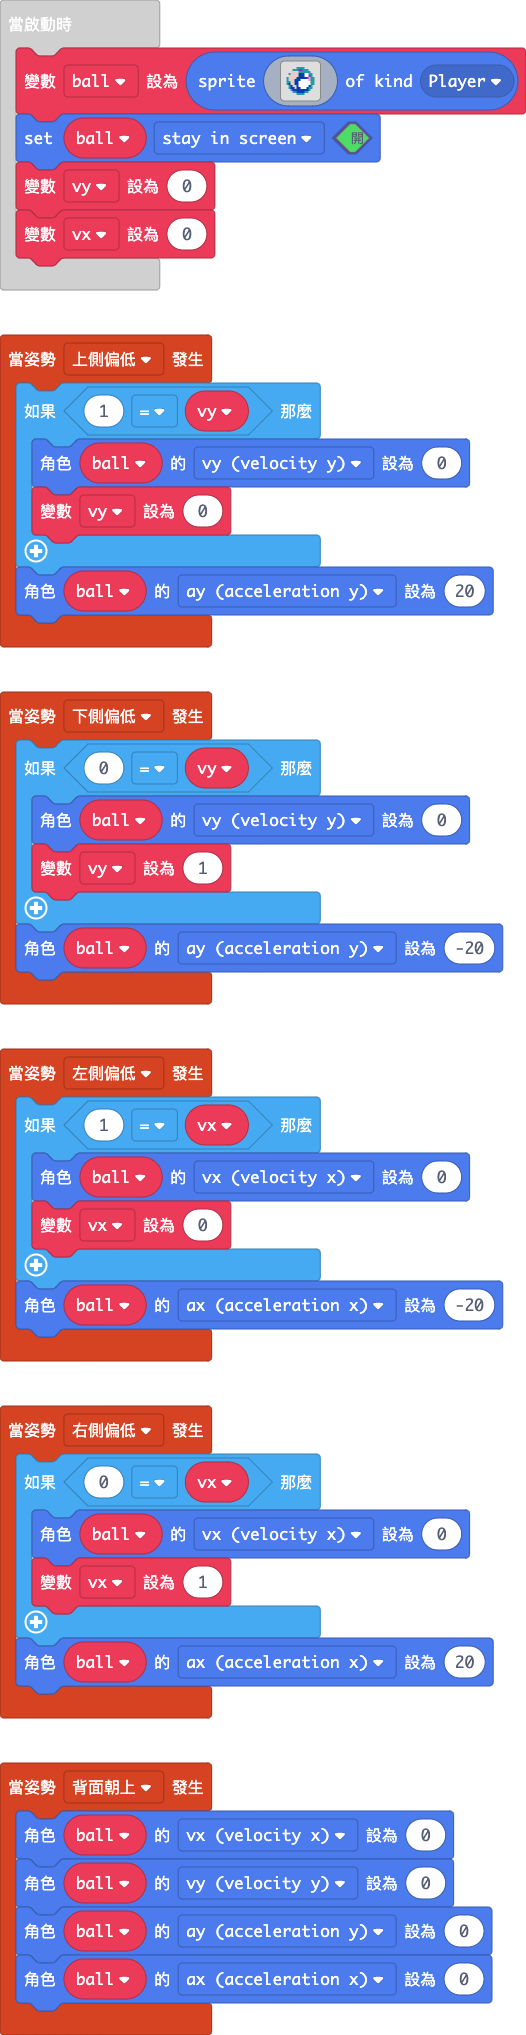 當啟動時
變數 ball 設為 sprite of kind Player
set ball stay in screen 開
變數 vy 設為 0
變數 vx 設為 0
當姿勢 上側偏低 發生
如果 1 = vy 那麼
角色 ball 的 vy (velocity y) 設為 0
變數 vy 設為 0
角色 ball 的 ay (acceleration y) 設為 20
當姿勢 下側偏低 發生
如果 0 = vy 那麼
角色 ball 的 vy (velocity y) 設為 0
變數 vy 設為 1
角色 ball 的 ay (acceleration y) 設為 -20
當姿勢 左側偏低 發生
如果 1 = vx 那麼
角色 ball 的 vx (velocity x) 設為 0
變數 vx 設為 0
角色 ball 的 ax (acceleration x) 設為 -20
當姿勢 右側偏低 發生
如果 0 = vx 那麼
角色 ball 的 vx (velocity x) 設為 0
變數 vx 設為 1
角色 ball 的 ax (acceleration x) 設為 20
當姿勢 背面朝上 發生
角色 ball 的 vx (velocity x) 設為 0
角色 ball 的 vy (velocity y) 設為 0
角色 ball 的 ay (acceleration y) 設為 0
角色 ball 的 ax (acceleration x) 設為 0